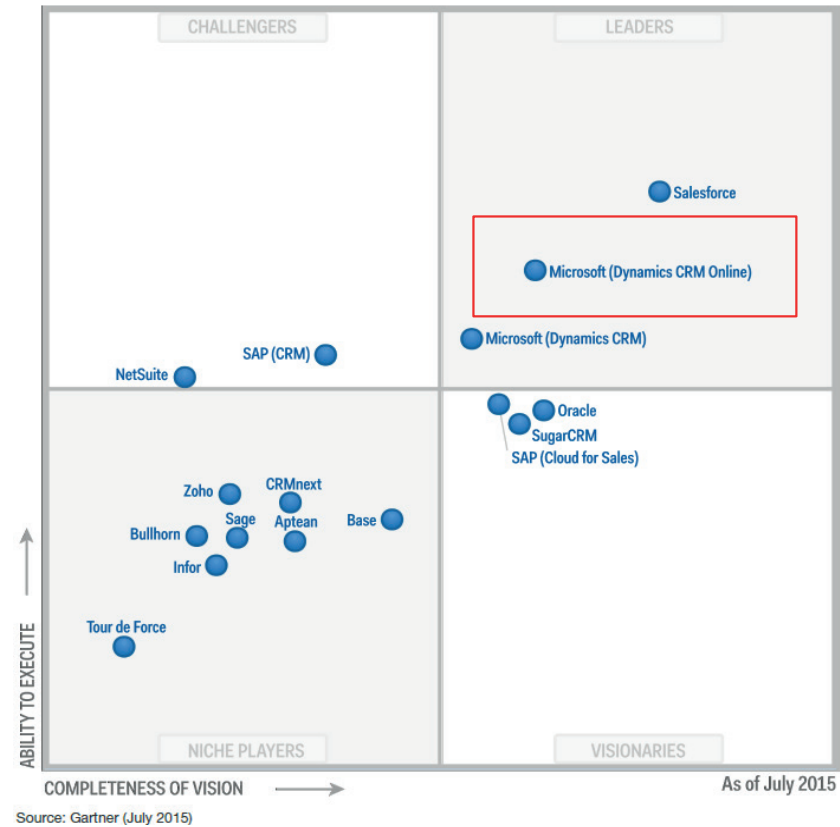 CHALLENGERS
LEADERS
Salesforce
Microsoft (Dynamics CRM Online)
Microsoft (Dynamics CRM)
SAP (CRM)
NetSuite
Oracle
SugarCRM
SAP (Cloud for Sales)
Zoho
CRMnext
Bullhorn
Sage
Aptean
Base
Infor
Tour de Force
ABILITY TO EXECUTE
NICHE PLAYERS
VISIONARIES
COMPLETENESS OF VISION
As of July 2015
Source: Gartner (July 2015)